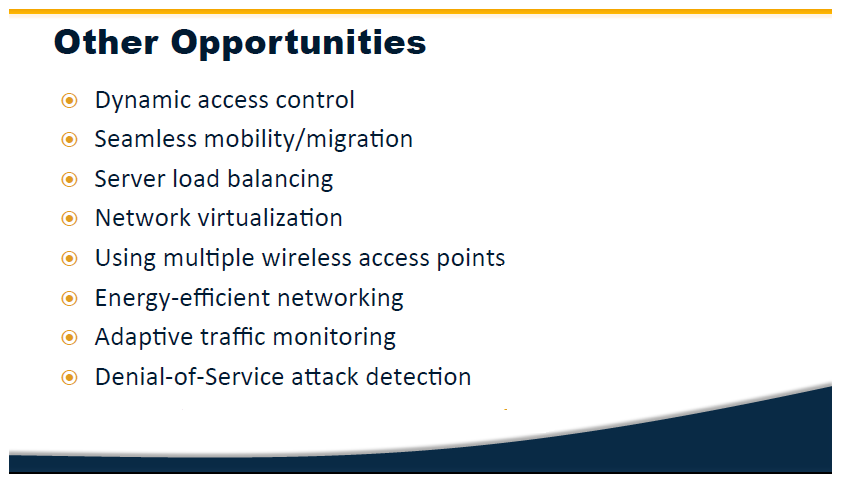 Other Opportunities
Dynamic access control
Seamless mobility/migration
Server load balancing
Network virtualization
Using multiple wireless access points
Energy-efficient networking
Adaptive traffic monitoring
Denial-of-Service attack detection